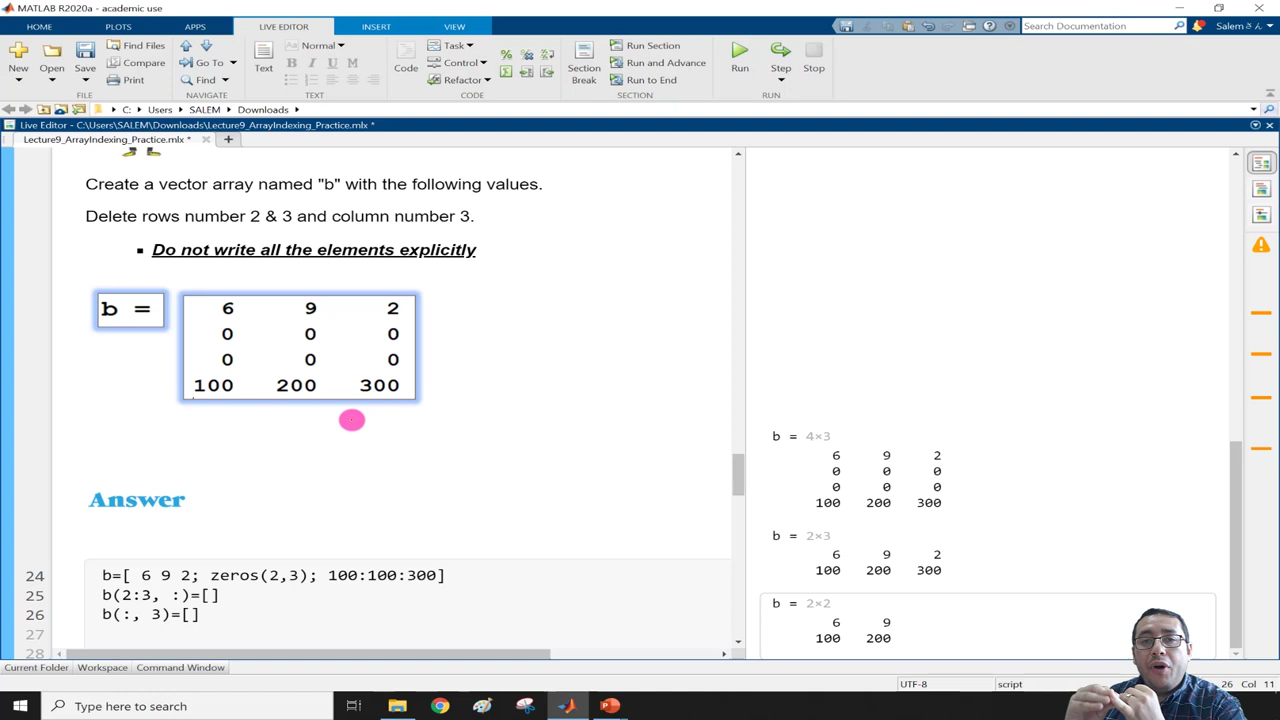 MATLAB R2020a - academic use
HOME PLOTS APPS LIVE EDITOR INSERT VIEW
Search Documentation
Salemさん
New
Open
Save
Find Files
Compare
Print
FILE
Go To
Find
NAVIGATE
Text
Normal
B I U M
TEXT
Code
Task
Control
Refactor
CODE
Section
Break
Run Section
Run and Advance
Run to End
SECTION
Run
Step
Stop
RUN
C: Users SALEM Downloads
Live Editor - C:\Users\SALEM\Downloads\Lecture9_ArrayIndexing_Practice.mlx *
Lecture9_ArrayIndexing_Practice.mlx *
Create a vector array named "b" with the following values.
Delete rows number 2 & 3 and column number 3.
Do not write all the elements explicitly
b =
6 9 2
0 0 0
0 0 0
100 200 300
Answer
24 b=[ 6 9 2; zeros(2,3); 100:100:300]
25 b(2:3, :)=[]
26 b(:, 3)=[]
27
28
b = 4×3
6 9 2
0 0 0
0 0 0
100 200 300
b = 2×3
6 9 2
100 200 300
b = 2×2
6 9
100 200
Current Folder Workspace Command Window
UTF-8 script 26 Col 11
Type here to search